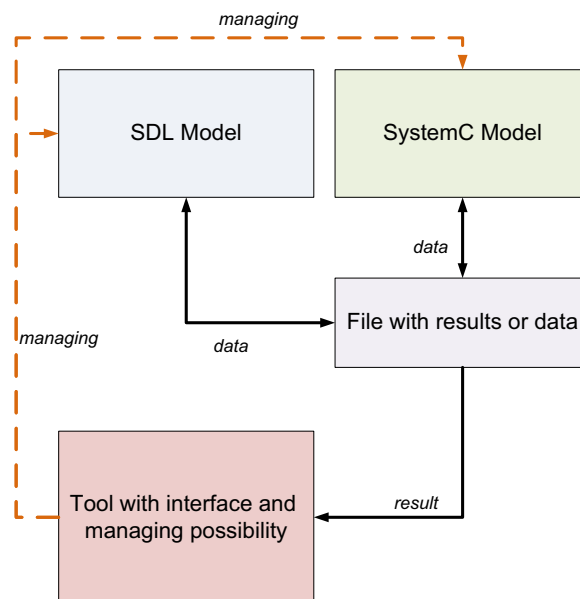 managing
SDL Model
SystemC Model
data
File with results or data
managing
data
result
Tool with interface and
managing possibility